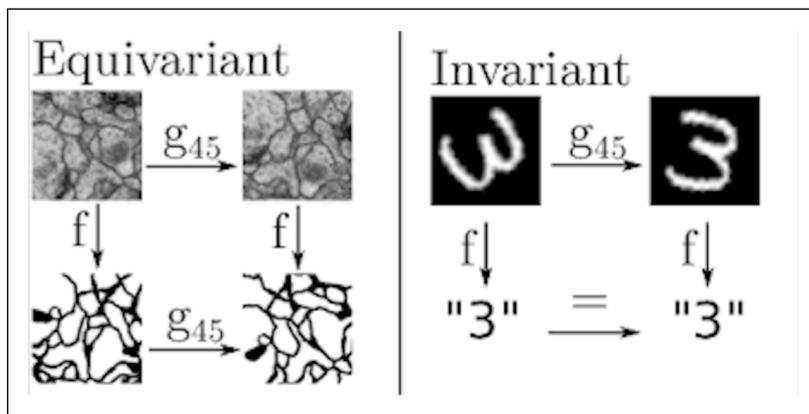 Equivariant
g₄₅
f f
g₄₅
Invariant
g₄₅
f f
"3" = "3"